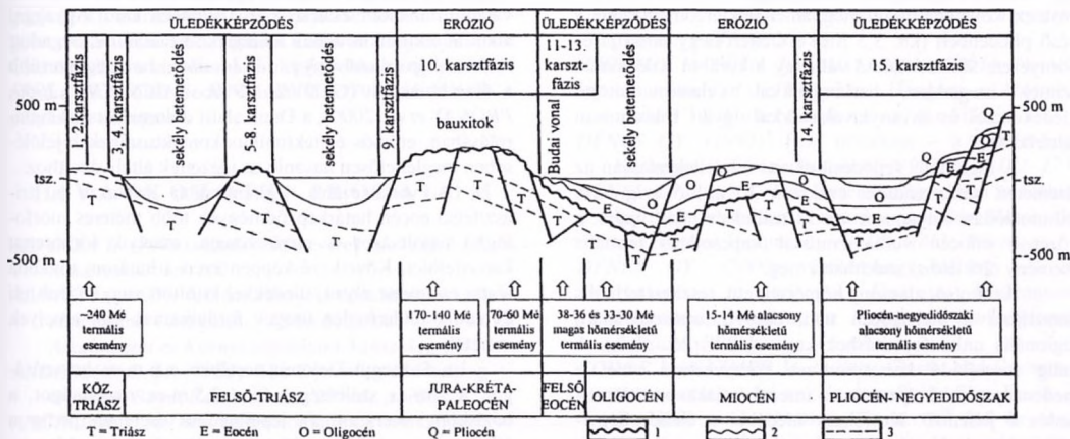 ÜLEDÉKKÉPZŐDÉS
ERÓZIO
ÜLEDÉKKÉPZŐDÉS
ERÓZIÓ
ÜLEDÉKKÉPZŐDÉS
1, 2.karsztfázis
3, 4. karsztfázis
sekély betemetődés
5-8. karsztfázis
sekély betemetődés
9. karsztfázis
10. karsztfázis
Budai vonal
11-13.
karszt-
fázis
sekély betemetődés
14. karsztfázis
15. karsztfázis
500 m
tsz.
-500 m
500 m
tsz.
-500 m
T T T T T T T T T T T T T
E E E E E
O O O O O O
Q Q
~240 Mé
termális
esemény
170-140 Mé
termális
esemény
70-60 Mé
termális
esemény
38-36 és 33-30 Mé
magas hőmérsékletű
termális esemény
15-14 Mé alacsony
hőmérsékletű
termális esemény
Pliocén-negyedidőszaki
alacsony hőmérsékletű
termális esmény
KÖZ.
TRIÁSZ
FELSŐ-TRIÁSZ
JURA-KRÉTA-
ALSÓ-EOCÉN
FELSŐ
EOCÉN
OLIGOCÉN
MIOCÉN
PLIOCÉN-NEGYEDIDŐSZAK
T = Triász E = Eocén O = Oligocén Q = Pliocén 1 2 3